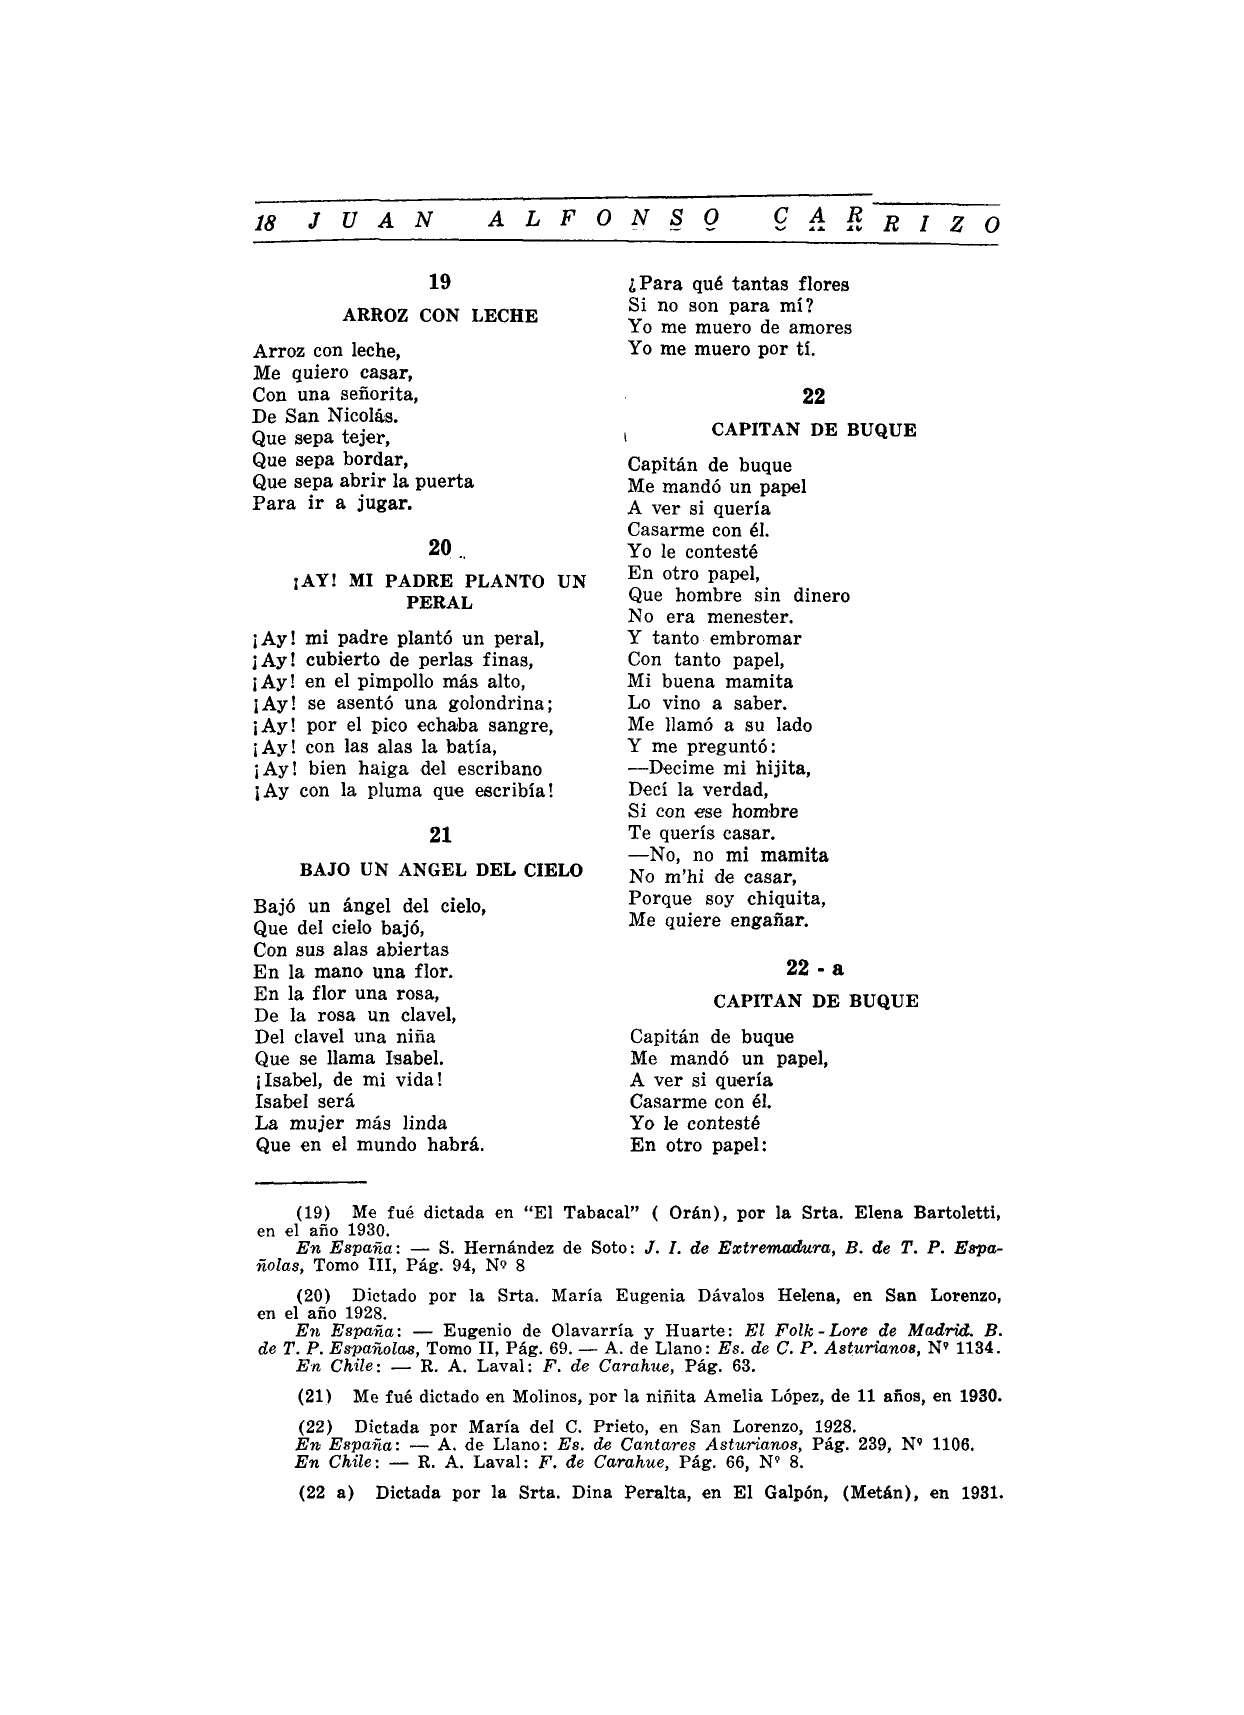 18 JUAN ALFONSO CARRIZO
19
ARROZ CON LECHE
Arroz con leche,
Me quiero casar,
Con una señorita,
De San Nicolás.
Que sepa tejer,
Que sepa bordar,
Que sepa abrir la puerta
Para ir a jugar.
20
¡AY! MI PADRE PLANTO UN
PERAL
¡Ay! mi padre plantó un peral,
¡Ay! cubierto de perlas finas,
¡Ay! en el pimpollo más alto,
¡Ay! se asentó una golondrina;
¡Ay! por el pico echaba sangre,
¡Ay! con las alas la batía,
¡Ay! bien haiga del escribano
¡Ay con la pluma que escribía!
21
BAJO UN ANGEL DEL CIELO
Bajó un ángel del cielo,
Que del cielo bajó,
Con sus alas abiertas
En la mano una flor.
En la flor una rosa,
De la rosa un clavel,
Del clavel una niña
Que se llama Isabel.
¡Isabel, de mi vida!
Isabel será
La mujer más linda
Que en el mundo habrá.
¿Para qué tantas flores
Si no son para mí?
Yo me muero de amores
Yo me muero por tí.
22
CAPITAN DE BUQUE
Capitán de buque
Me mandó un papel
A ver si quería
Casarme con él.
Yo le contesté
En otro papel,
Que hombre sin dinero
No era menester.
Y tanto embromar
Con tanto papel,
Mi buena mamita
Lo vino a saber.
Me llamó a su lado
Y me preguntó:
—Decime mi hijita,
Decí la verdad,
Si con ese hombre
Te querís casar.
—No, no mi mamita
No m'hi de casar,
Porque soy chiquita,
Me quiere engañar.
22 - a
CAPITAN DE BUQUE
Capitán de buque
Me mandó un papel,
A ver si quería
Casarme con él.
Yo le contesté
En otro papel:
(19) Me fué dictada en “El Tabacal” ( Orán), por la Srta. Elena Bartoletti,
en el año 1930.
En España: — S. Hernández de Soto: J. I. de Extremadura, B. de T. P. Espa-
ñolas, Tomo III, Pág. 94, Nº 8
(20) Dictado por la Srta. María Eugenia Dávalos Helena, en San Lorenzo,
en el año 1928.
En España: — Eugenio de Olavarría y Huarte: El Folk - Lore de Madrid. B.
de T. P. Españolas, Tomo II, Pág. 69. — A. de Llano: Es. de C. P. Asturianos, Nº 1134.
En Chile: — R. A. Laval: F. de Carahue, Pág. 63.
(21) Me fué dictado en Molinos, por la niñita Amelia López, de 11 años, en 1930.
(22) Dictada por María del C. Prieto, en San Lorenzo, 1928.
En España: — A. de Llano: Es. de Cantares Asturianos, Pág. 239, Nº 1106.
En Chile: — R. A. Laval: F. de Carahue, Pág. 66, Nº 8.
(22 a) Dictada por la Srta. Dina Peralta, en El Galpón, (Metán), en 1931.